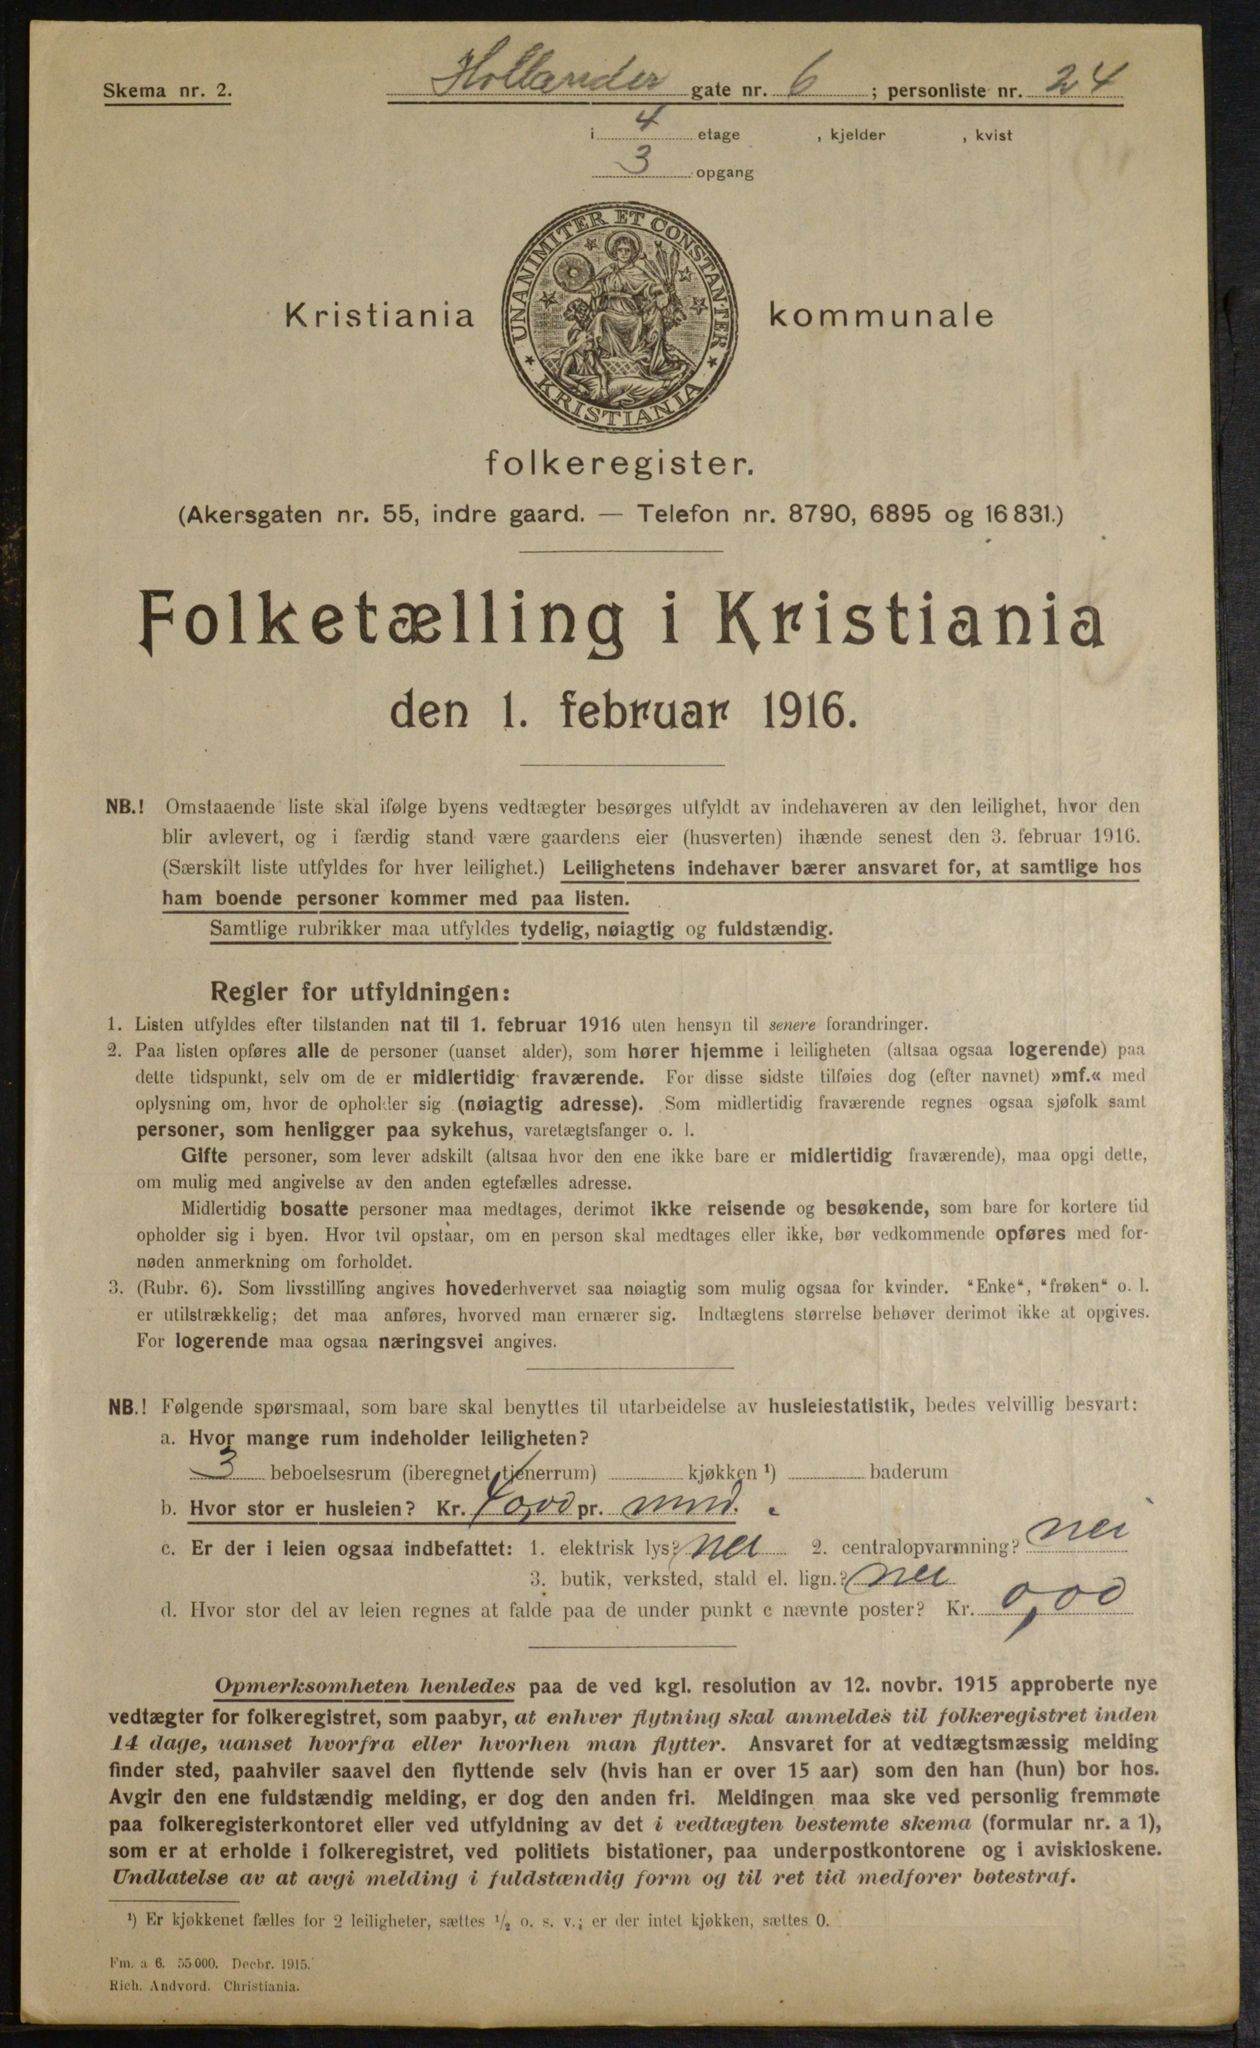 Skema nr. 2.
Hollander gate nr. 6 ; personliste nr. 24
i 4 etage , kjelder , kvist
3 opgang
UNANIMITER ET CONSTANTER
KRISTIANIA
Kristiania kommunale
folkeregister.
(Akersgaten nr. 55, indre gaard. — Telefon nr. 8790, 6895 og 16 831.)
Folketælling i Kristiania
den 1. februar 1916.
NB.! Omstaaende liste skal ifølge byens vedtægter besørges utfyldt av indehaveren av den leilighet, hvor den
blir avlevert, og i færdig stand være gaardens eier (husverten) ihænde senest den 3. februar 1916.
(Særskilt liste utfyldes for hver leilighet.) Leilighetens indehaver bærer ansvaret for, at samtlige hos
ham boende personer kommer med paa listen.
Samtlige rubrikker maa utfyldes tydelig, nøiagtig og fuldstændig.
Regler for utfyldningen:
1. Listen utfyldes efter tilstanden nat til 1. februar 1916 uten hensyn til senere forandringer.
2. Paa listen opføres alle de personer (uanset alder), som hører hjemme i leiligheten (altsaa ogsaa logerende) paa
dette tidspunkt, selv om de er midlertidig fraværende. For disse sidste tilføies dog (efter navnet) »mf.« med
oplysning om, hvor de opholder sig (nøiagtig adresse). Som midlertidig fraværende regnes ogsaa sjøfolk samt
personer, som henligger paa sykehus, varetægtsfanger o. l.
Gifte personer, som lever adskilt (altsaa hvor den ene ikke bare er midlertidig fraværende), maa opgi dette,
om mulig med angivelse av den anden egtefælles adresse.
Midlertidig bosatte personer maa medtages, derimot ikke reisende og besøkende, som bare for kortere tid
opholder sig i byen. Hvor tvil opstaar, om en person skal medtages eller ikke, bør vedkommende opføres med for-
nøden anmerkning om forholdet.
3. (Rubr. 6). Som livsstilling angives hovederhvervet saa nøiagtig som mulig ogsaa for kvinder. "Enke", "frøken" o. l.
er utilstrækkelig; det maa anføres, hvorved man ernærer sig. Indtægtens størrelse behøver derimot ikke at opgives.
For logerende maa ogsaa næringsvei angives.
NB.! Følgende spørsmaal, som bare skal benyttes til utarbeidelse av husleiestatistik, bedes velvillig besvart:
a. Hvor mange rum indeholder leiligheten?
3 beboelsesrum (iberegnet tjenerrum) kjøkken ¹) baderum
b. Hvor stor er husleien? Kr. 40,00 pr. mnd.
c. Er der i leien ogsaa indbefattet: 1. elektrisk lys? nei 2. centralopvarmning? nei
3. butik, verksted, stald el. lign.? nei
d. Hvor stor del av leien regnes at falde paa de under punkt c nævnte poster? Kr. 0,00
Opmerksomheten henledes paa de ved kgl. resolution av 12. novbr. 1915 approberte nye
vedtægter for folkeregistret, som paabyr, at enhver flytning skal anmeldes til folkeregistret inden
14 dage, uanset hvorfra eller hvorhen man flytter. Ansvaret for at vedtægtsmæssig melding
finder sted, paahviler saavel den flyttende selv (hvis han er over 15 aar) som den han (hun) bor hos.
Avgir den ene fuldstændig melding, er dog den anden fri. Meldingen maa ske ved personlig fremmøte
paa folkeregisterkontoret eller ved utfyldning av det i vedtægten bestemte skema (formular nr. a 1),
som er at erholde i folkeregistret, ved politiets bistationer, paa underpostkontorene og i aviskioskene.
Undlatelse av at avgi melding i fuldstændig form og til ret tid medfører bøtestraf.
¹) Er kjøkkenet fælles for 2 leiligheter, sættes ½ o. s. v.; er der intet kjøkken, sættes 0.
Fm. a 6. 55 000. Decbr. 1915.
Rich. Andvord. Christiania.